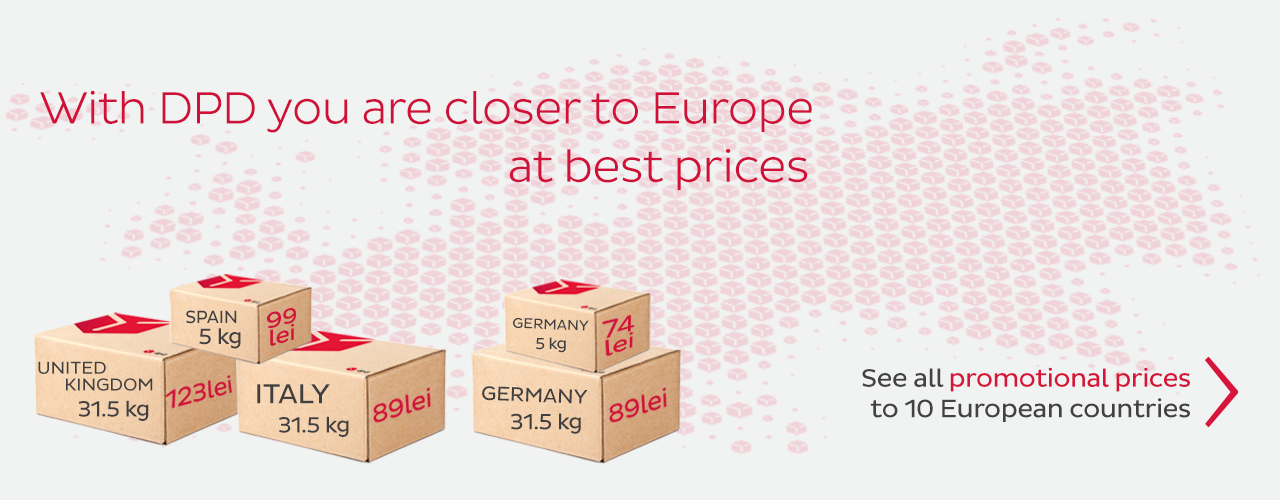 With DPD you are closer to Europe
at best prices
SPAIN
5 kg
99
lei
UNITED
KINGDOM
31.5 kg
123lei
ITALY
31.5 kg
89lei
GERMANY
5 kg
74
lei
GERMANY
31.5 kg
89lei
See all promotional prices
to 10 European countries